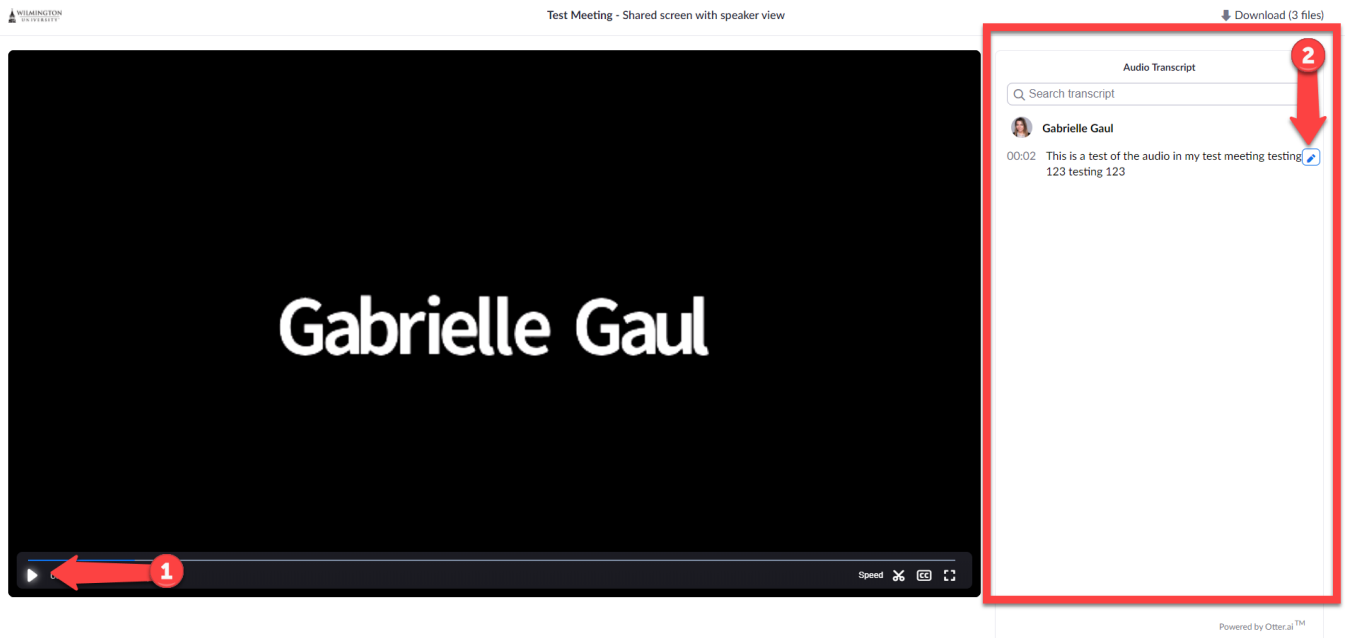 WILMINGTON
UNIVERSITY
Test Meeting - Shared screen with speaker view
Download (3 files)
Gabrielle Gaul
1
Speed
CC
2
Audio Transcript
Search transcript
Gabrielle Gaul
00:02 This is a test of the audio in my test meeting testing
123 testing 123
Powered by Otter.ai TM